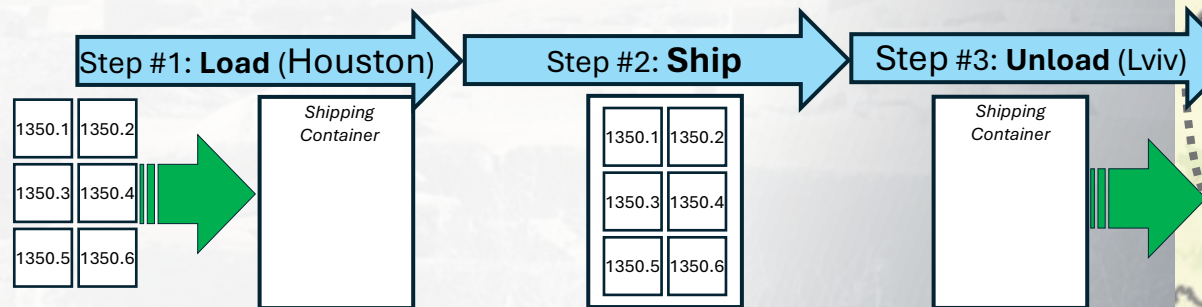 Step #1: Load (Houston)
Step #2: Ship
Step #3: Unload (Lviv)
1350.1 1350.2
1350.3 1350.4
1350.5 1350.6
Shipping
Container
1350.1 1350.2
1350.3 1350.4
1350.5 1350.6
Shipping
Container